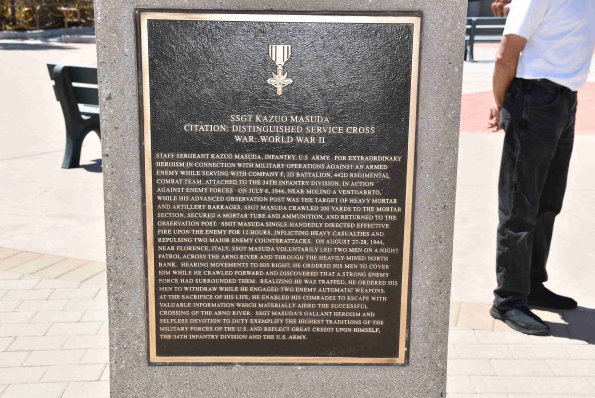 SSGT KAZUO MASUDA
CITATION: DISTINGUISHED SERVICE CROSS
WAR: WORLD WAR II
STAFF SERGEANT KAZUO MASUDA, INFANTRY, U.S. ARMY. FOR EXTRAORDINARY
HEROISM IN CONNECTION WITH MILITARY OPERATIONS AGAINST AN ARMED
ENEMY WHILE SERVING WITH COMPANY F, 2D BATTALION, 442D REGIMENTAL
COMBAT TEAM, ATTACHED TO THE 34TH INFANTRY DIVISION, IN ACTION
AGAINST ENEMY FORCES ON JULY 6, 1944, NEAR MOLINO A VENTOABBTO,
WHILE HIS ADVANCED OBSERVATION POST WAS THE TARGET OF HEAVY MORTAR
AND ARTILLERY BARRAGES, SSGT MASUDA CRAWLED 200 YARDS TO THE MORTAR
SECTION, SECURED A MORTAR TUBE AND AMMUNITION, AND RETURNED TO THE
OBSERVATION POST. SSGT MASUDA SINGLE-HANDEDLY DIRECTED EFFECTIVE
FIRE UPON THE ENEMY FOR 12 HOURS, INFLICTING HEAVY CASUALTIES AND
REPULSING TWO MAJOR ENEMY COUNTERATTACKS. ON AUGUST 27-28, 1944,
NEAR FLORENCE, ITALY, SSGT MASUDA VOLUNTARILY LED TWO MEN ON A NIGHT
PATROL ACROSS THE ARNO RIVER AND THROUGH THE HEAVILY-MINED NORTH
BANK. HEARING MOVEMENTS TO HIS RIGHT, HE ORDERED HIS MEN TO COVER
HIM WHILE HE CRAWLED FORWARD AND DISCOVERED THAT A STRONG ENEMY
FORCE HAD SURROUNDED THEM. REALIZING HE WAS TRAPPED, HE ORDERED HIS
MEN TO WITHDRAW WHILE HE ENGAGED TWO ENEMY AUTOMATIC WEAPONS.
AT THE SACRIFICE OF HIS LIFE, HE ENABLED HIS COMRADES TO ESCAPE WITH
VALUABLE INFORMATION WHICH MATERIALLY AIDED THE SUCCESSFUL
CROSSING OF THE ARNO RIVER. SSGT MASUDA'S GALLANT HEROISM AND
SELFLESS DEVOTION TO DUTY EXEMPLIFY THE HIGHEST TRADITIONS OF THE
MILITARY FORCES OF THE U.S. AND REFLECT GREAT CREDIT UPON HIMSELF,
THE 34TH INFANTRY DIVISION AND THE U.S. ARMY.